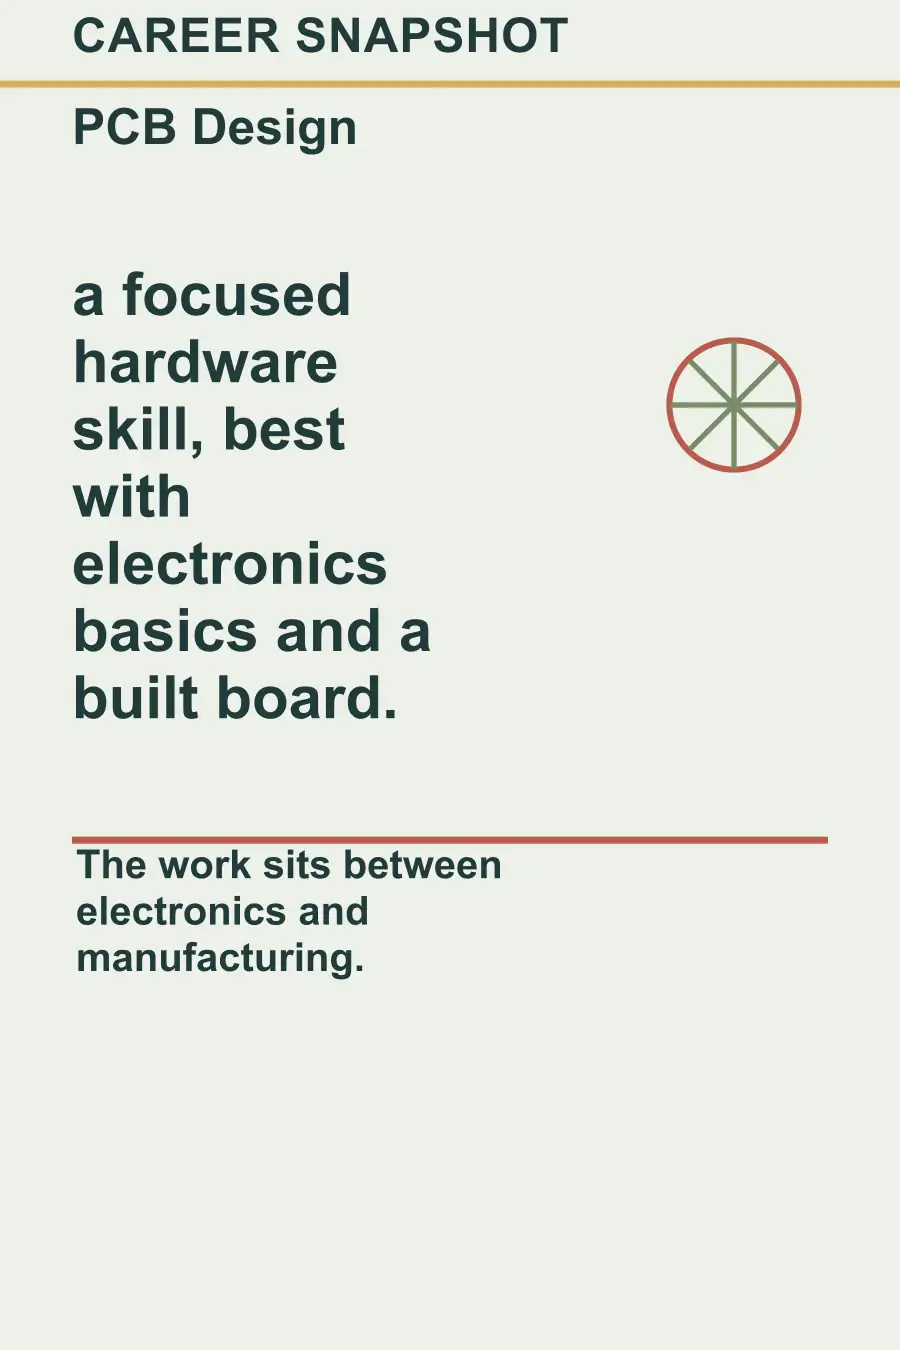 CAREER SNAPSHOT
PCB Design
a focused
hardware
skill, best
with
electronics
basics and a
built board.
The work sits between
electronics and
manufacturing.